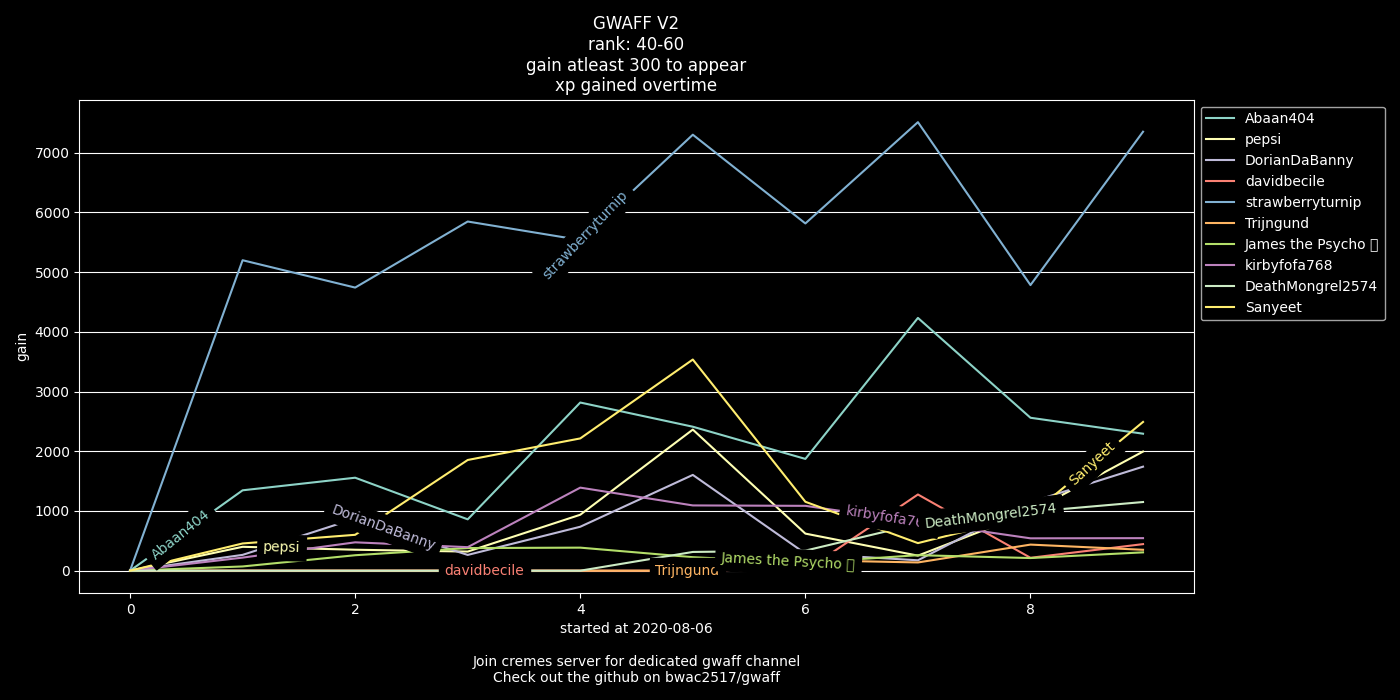 GWAFF V2
rank: 40-60
gain atleast 300 to appear
xp gained overtime
7000
6000
5000
4000
3000
2000
1000
0
gain
0
2
4
6
8
started at 2020-08-06
Join cremes server for dedicated gwaff channel
Check out the github on bwac2517/gwaff
Abaan404
pepsi
DorianDaBanny
davidbecile
strawberryturnip
Trijngund
James the Psycho
kirbyfofa768
DeathMongrel2574
Sanyeet
Abaan404
pepsi
DorianDaBanny
davidbecile
strawberryturnip
Trijngund
James the Psycho
kirbyfofa7
DeathMongrel2574
Sanyeet